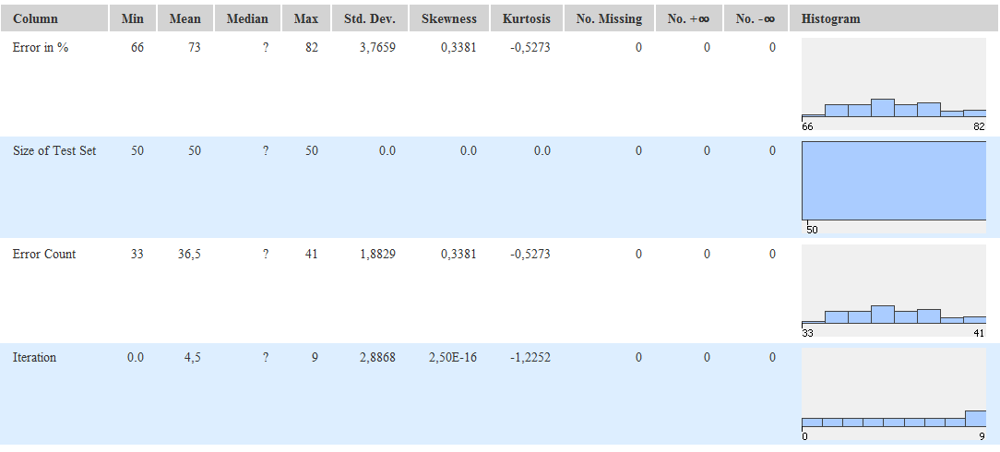 Column Min Mean Median Max Std. Dev. Skewness Kurtosis No. Missing No. +∞ No. -∞ Histogram
Error in % 66 73 ? 82 3,7659 0,3381 -0,5273 0 0 0
66 82
Size of Test Set 50 50 ? 50 0.0 0.0 0.0 0 0 0
50
Error Count 33 36,5 ? 41 1,8829 0,3381 -0,5273 0 0 0
33 41
Iteration 0.0 4,5 ? 9 2,8868 2,50E-16 -1,2252 0 0 0
0 9